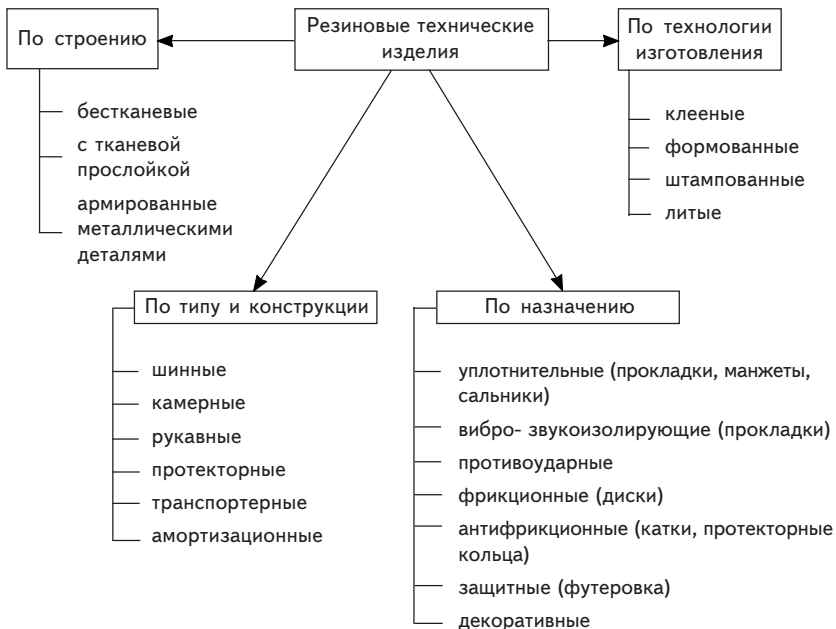 Резиновые технические
изделия
По строению
бестканевые
с тканевой
прослойкой
армированные
металлическими
деталями
По технологии
изготовления
клееные
формованные
штампованные
литые
По типу и конструкции
шинные
камерные
рукавные
протекторные
транспортерные
амортизационные
По назначению
уплотнительные (прокладки, манжеты,
сальники)
вибро- звукоизолирующие (прокладки)
противоударные
фрикционные (диски)
антифрикционные (катки, протекторные
кольца)
защитные (футеровка)
декоративные